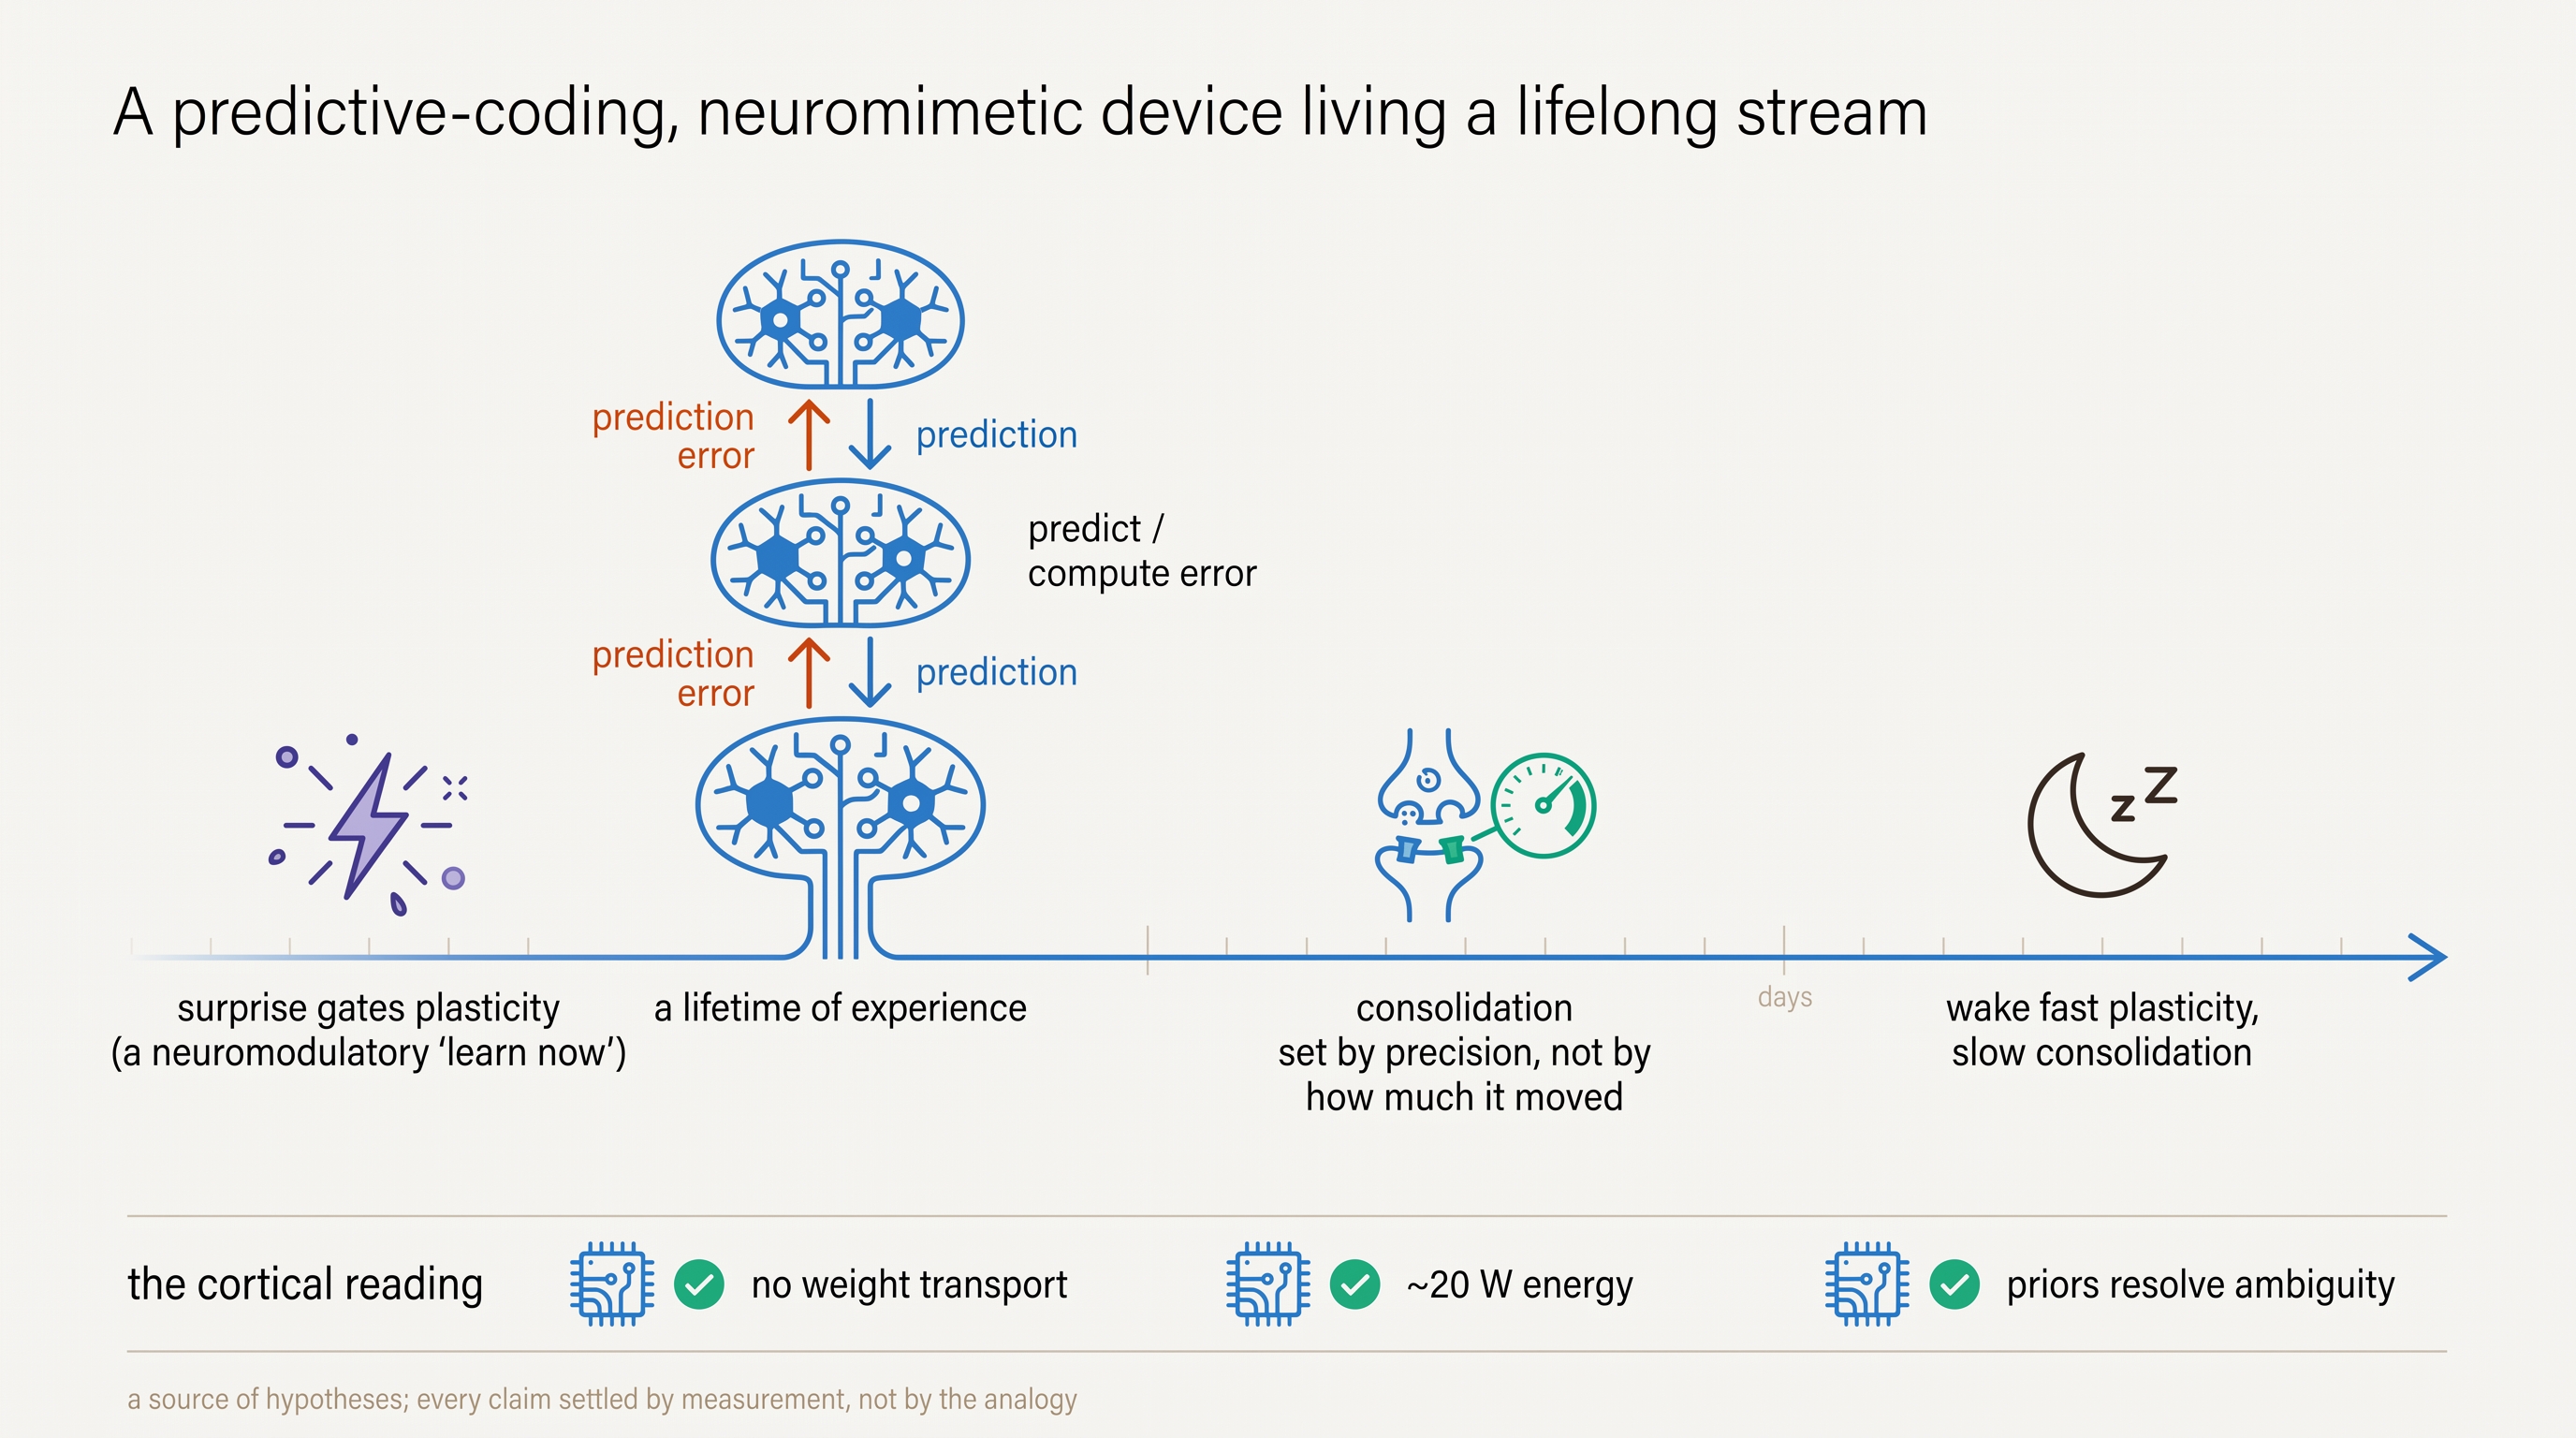 A predictive-coding, neuromimetic device living a lifelong stream
prediction
error
prediction
predict /
compute error
prediction
error
prediction
z Z
surprise gates plasticity
(a neuromodulatory ‘learn now’)
a lifetime of experience
consolidation
set by precision, not by
how much it moved
days
wake fast plasticity,
slow consolidation
the cortical reading
no weight transport
~20 W energy
priors resolve ambiguity
a source of hypotheses; every claim settled by measurement, not by the analogy